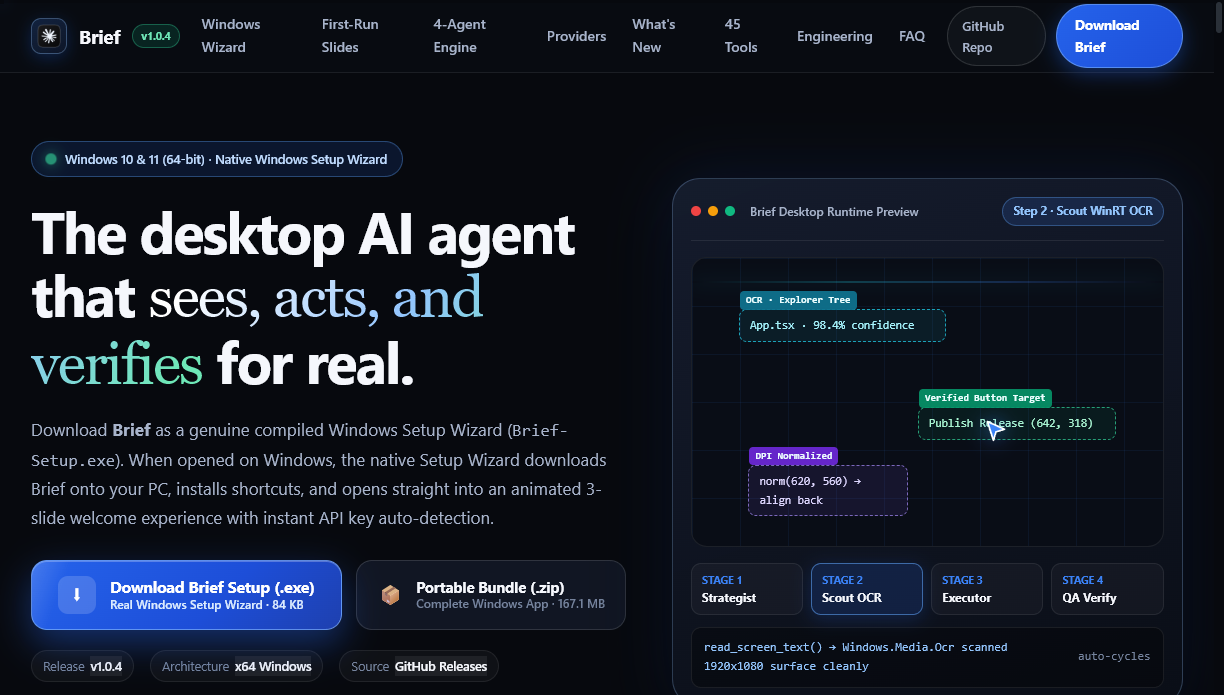 Brief v1.0.4
Windows Wizard
First-Run Slides
4-Agent Engine
Providers
What's New
45 Tools
Engineering
FAQ
GitHub Repo
Download Brief
Windows 10 & 11 (64-bit) · Native Windows Setup Wizard
The desktop AI agent
that sees, acts, and
verifies for real.
Download Brief as a genuine compiled Windows Setup Wizard (Brief-
Setup.exe). When opened on Windows, the native Setup Wizard downloads
Brief onto your PC, installs shortcuts, and opens straight into an animated 3-
slide welcome experience with instant API key auto-detection.
Download Brief Setup (.exe)
Real Windows Setup Wizard · 84 KB
Portable Bundle (.zip)
Complete Windows App · 167.1 MB
Release v1.0.4
Architecture x64 Windows
Source GitHub Releases
Brief Desktop Runtime Preview
Step 2 · Scout WinRT OCR
OCR · Explorer Tree
App.tsx · 98.4% confidence
Verified Button Target
Publish Release (642, 318)
DPI Normalized
norm(620, 560) →
align back
STAGE 1
Strategist
STAGE 2
Scout OCR
STAGE 3
Executor
STAGE 4
QA Verify
read_screen_text() → Windows.Media.Ocr scanned
1920x1080 surface cleanly
auto-cycles